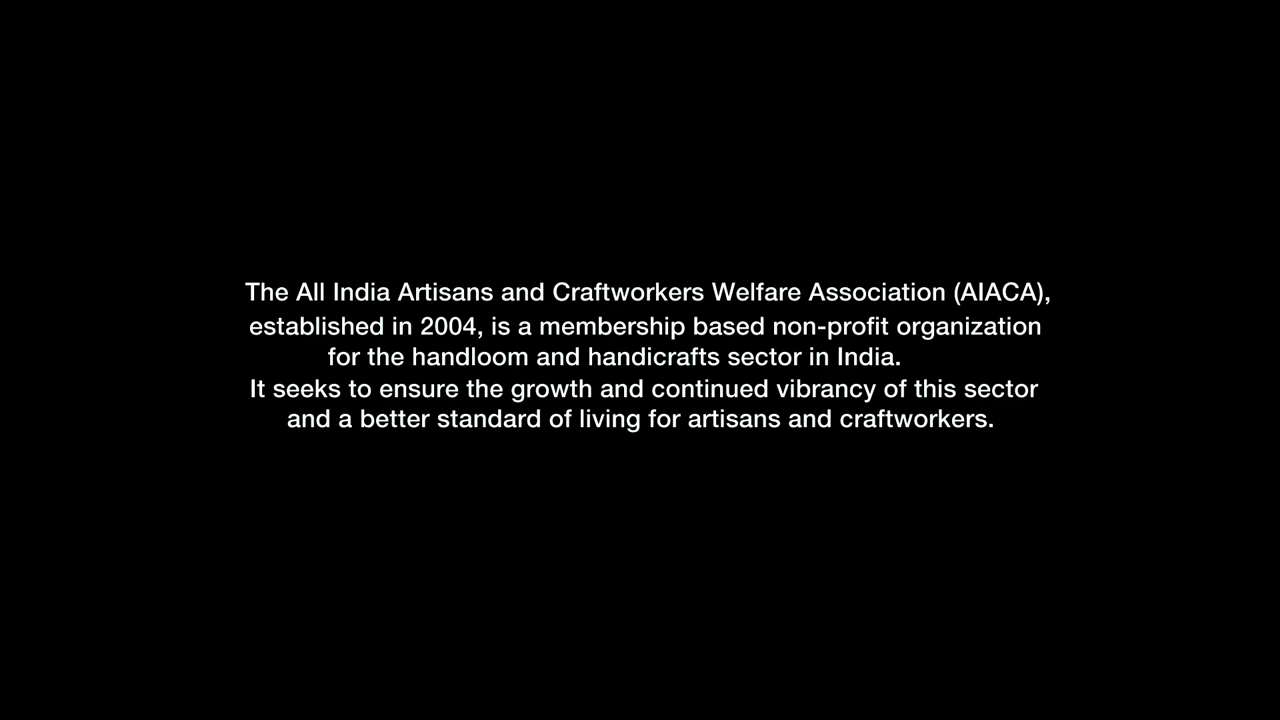 The All India Artisans and Craftworkers Welfare Association (AIACA),
established in 2004, is a membership based non-profit organization
for the handloom and handicrafts sector in India.
It seeks to ensure the growth and continued vibrancy of this sector
and a better standard of living for artisans and craftworkers.